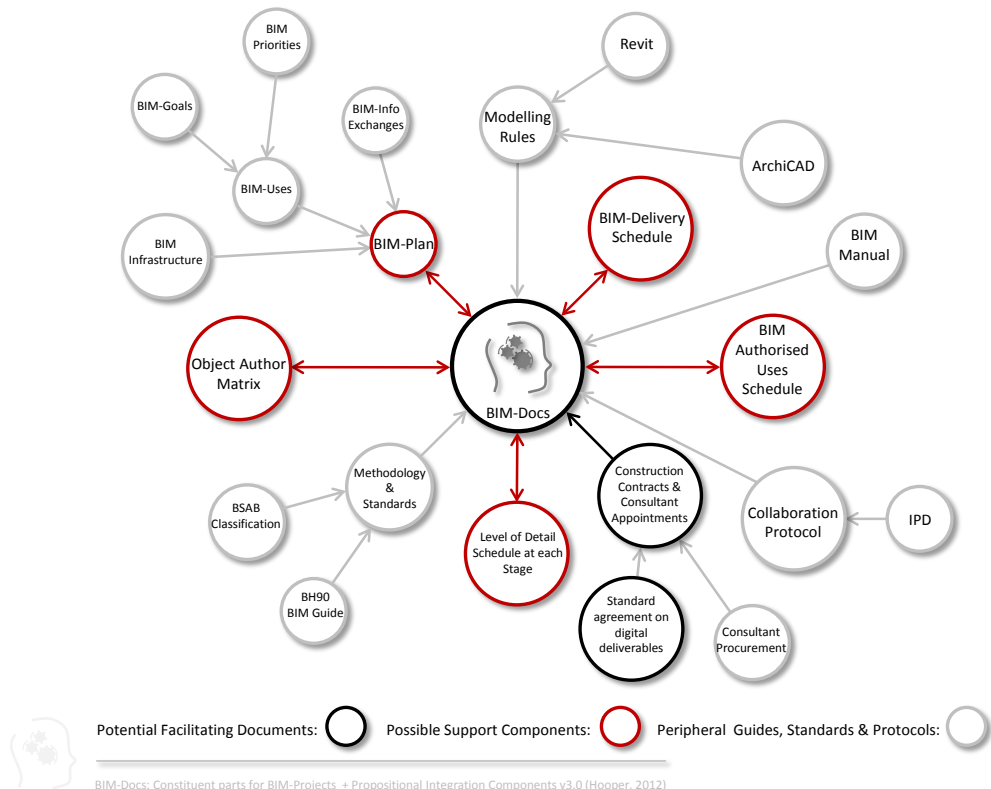 BIM
Priorities
Revit
BIM-Goals
BIM-Info
Exchanges
Modelling
Rules
ArchiCAD
BIM-Uses
BIM-Delivery
Schedule
BIM
Infrastructure
BIM-Plan
BIM
Manual
Object Author
Matrix
BIM-Docs
BIM
Authorised
Uses
Schedule
Methodology
&
Standards
Construction
Contracts &
Consultant
Appointments
BSAB
Classification
Collaboration
Protocol
IPD
Level of Detail
Schedule at each
Stage
BH90
BIM Guide
Standard
agreement on
digital
deliverables
Consultant
Procurement
Potential Facilitating Documents:
Possible Support Components:
Peripheral Guides, Standards & Protocols:
BIM-Docs: Constituent parts for BIM-Projects + Propositional Integration Components v3.0 (Hooper, 2012)